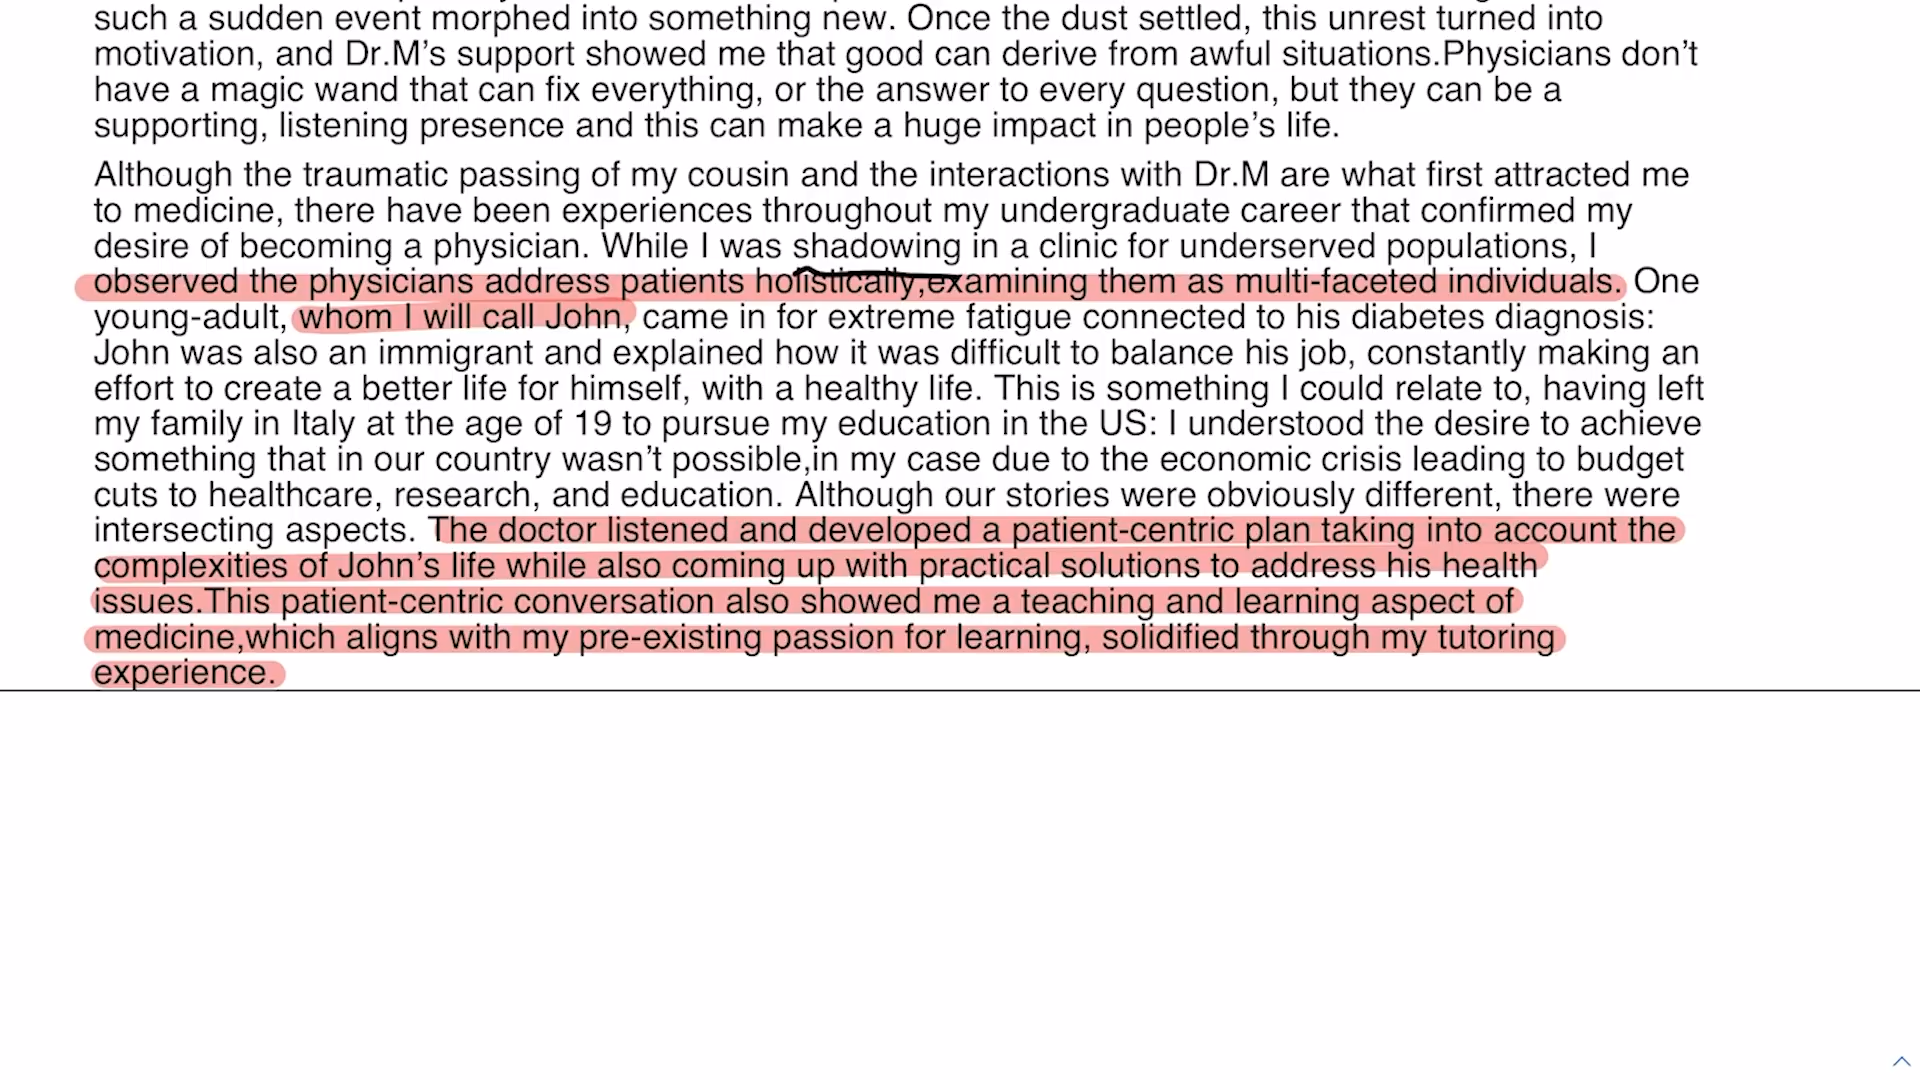 such a sudden event morphed into something new. Once the dust settled, this unrest turned into
motivation, and Dr.M’s support showed me that good can derive from awful situations.Physicians don’t
have a magic wand that can fix everything, or the answer to every question, but they can be a
supporting, listening presence and this can make a huge impact in people’s life.
Although the traumatic passing of my cousin and the interactions with Dr.M are what first attracted me
to medicine, there have been experiences throughout my undergraduate career that confirmed my
desire of becoming a physician. While I was shadowing in a clinic for underserved populations, I
observed the physicians address patients holistically,examining them as multi-faceted individuals. One
young-adult, whom I will call John, came in for extreme fatigue connected to his diabetes diagnosis:
John was also an immigrant and explained how it was difficult to balance his job, constantly making an
effort to create a better life for himself, with a healthy life. This is something I could relate to, having left
my family in Italy at the age of 19 to pursue my education in the US: I understood the desire to achieve
something that in our country wasn’t possible,in my case due to the economic crisis leading to budget
cuts to healthcare, research, and education. Although our stories were obviously different, there were
intersecting aspects. The doctor listened and developed a patient-centric plan taking into account the
complexities of John’s life while also coming up with practical solutions to address his health
issues.This patient-centric conversation also showed me a teaching and learning aspect of
medicine,which aligns with my pre-existing passion for learning, solidified through my tutoring
experience.